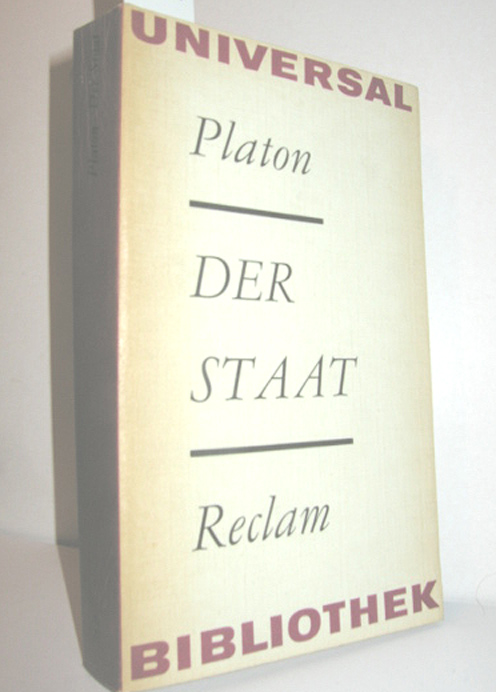 UNIVERSAL
Platon
DER
STAAT
Reclam
BIBLIOTHEK